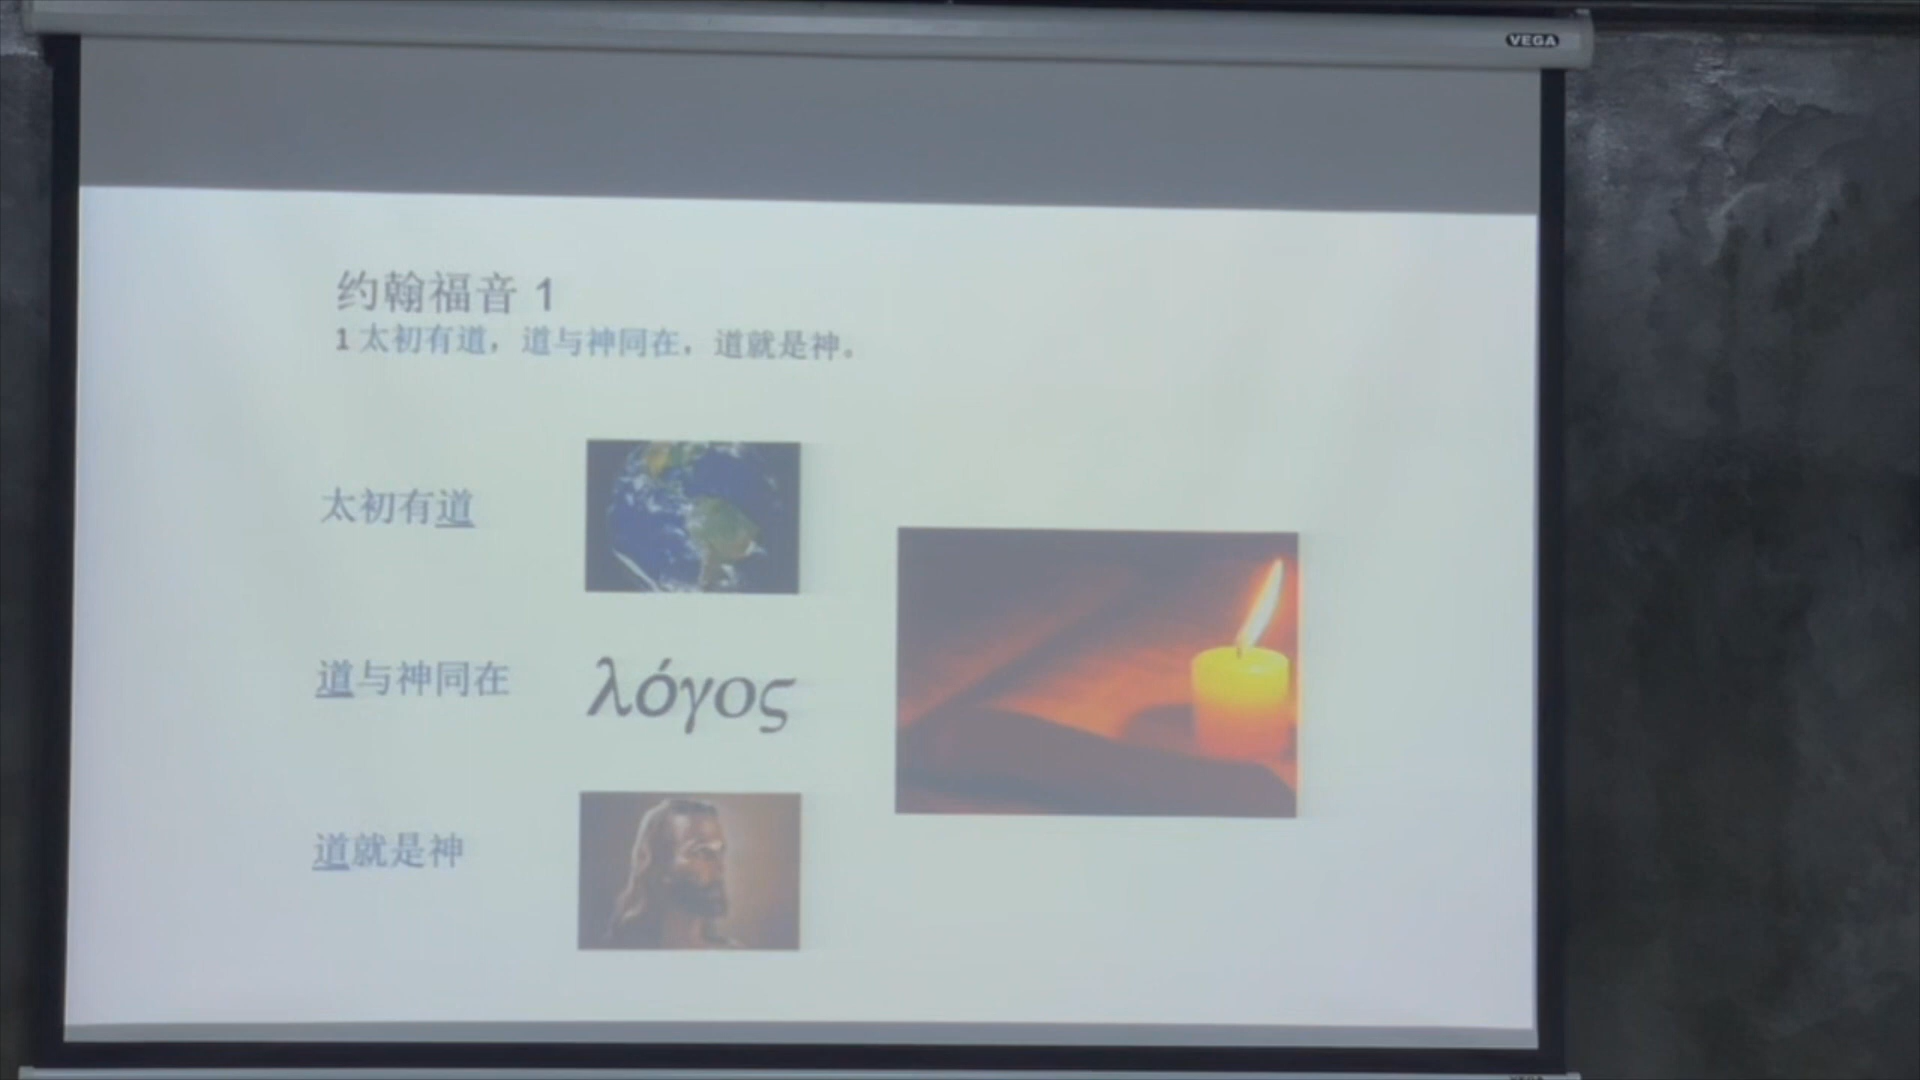 VEGA
约翰福音 1
1 太初有道，道与神同在，道就是神。
太初有道
道与神同在
λόγος
道就是神